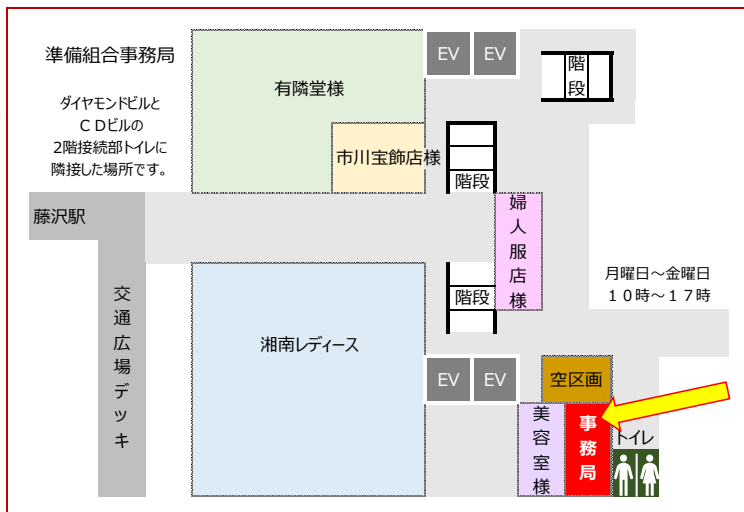 準備組合事務局
ダイヤモンドビルと
ＣＤビルの
2階接続部トイレに
隣接した場所です。
有隣堂様
市川宝飾店様
EV
EV
階段
階段
婦人服店様
藤沢駅
交通広場デッキ
湘南レディース
階段
月曜日～金曜日
１０時～１７時
EV
EV
空区画
美容室様
事務局
トイレ